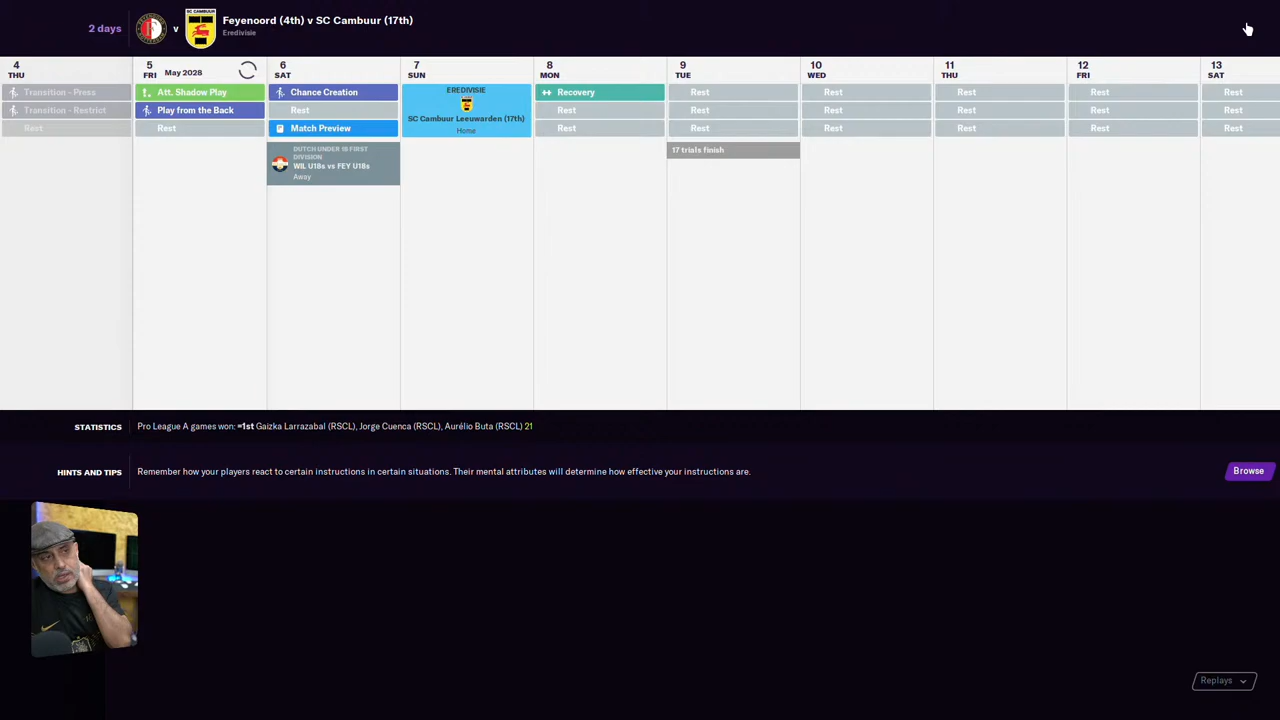 2 days
v
Feyenoord (4th) v SC Cambuur (17th)
Eredivisie
SC CAMBUUR
4
THU
Transition - Press
Transition - Restrict
Rest
5
FRI
May 2028
Att. Shadow Play
Play from the Back
Rest
6
SAT
Chance Creation
Rest
Match Preview
DUTCH UNDER 18 FIRST
DIVISION
WIL U18s vs FEY U18s
Away
7
SUN
EREDIVISIE
SC Cambuur Leeuwarden (17th)
Home
8
MON
Recovery
Rest
Rest
9
TUE
Rest
Rest
Rest
17 trials finish
10
WED
Rest
Rest
Rest
11
THU
Rest
Rest
Rest
12
FRI
Rest
Rest
Rest
13
SAT
Rest
Rest
Rest
STATISTICS
Pro League A games won: =1st Gaizka Larrazabal (RSCL), Jorge Cuenca (RSCL), Aurélio Buta (RSCL) 21
HINTS AND TIPS
Remember how your players react to certain instructions in certain situations. Their mental attributes will determine how effective your instructions are.
Browse
Replays